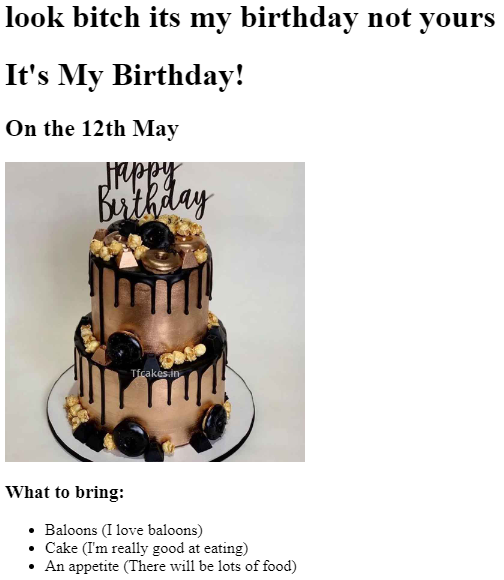 look bitch its my birthday not yours
It's My Birthday!
On the 12th May
Happy
Birthday
Tfcakes.in
What to bring:
Baloons (I love baloons)
Cake (I'm really good at eating)
An appetite (There will be lots of food)